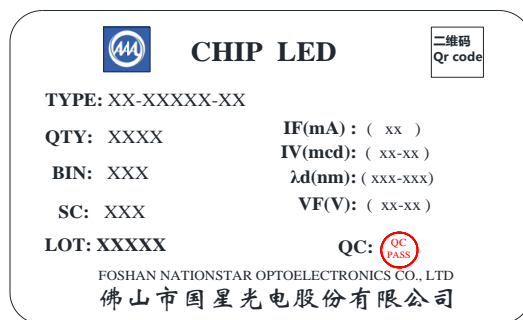 CHIP LED
二维码
Qr code
TYPE: XX-XXXXX-XX
QTY: XXXX
IF(mA) : ( xx )
IV(mcd): ( xx-xx )
BIN: XXX
λd(nm): ( xxx-xxx)
SC: XXX
VF(V): ( xx-xx )
LOT: XXXXX
QC:
QC
PASS
FOSHAN NATIONSTAR OPTOELECTRONICS CO., LTD
佛山市国星光电股份有限公司